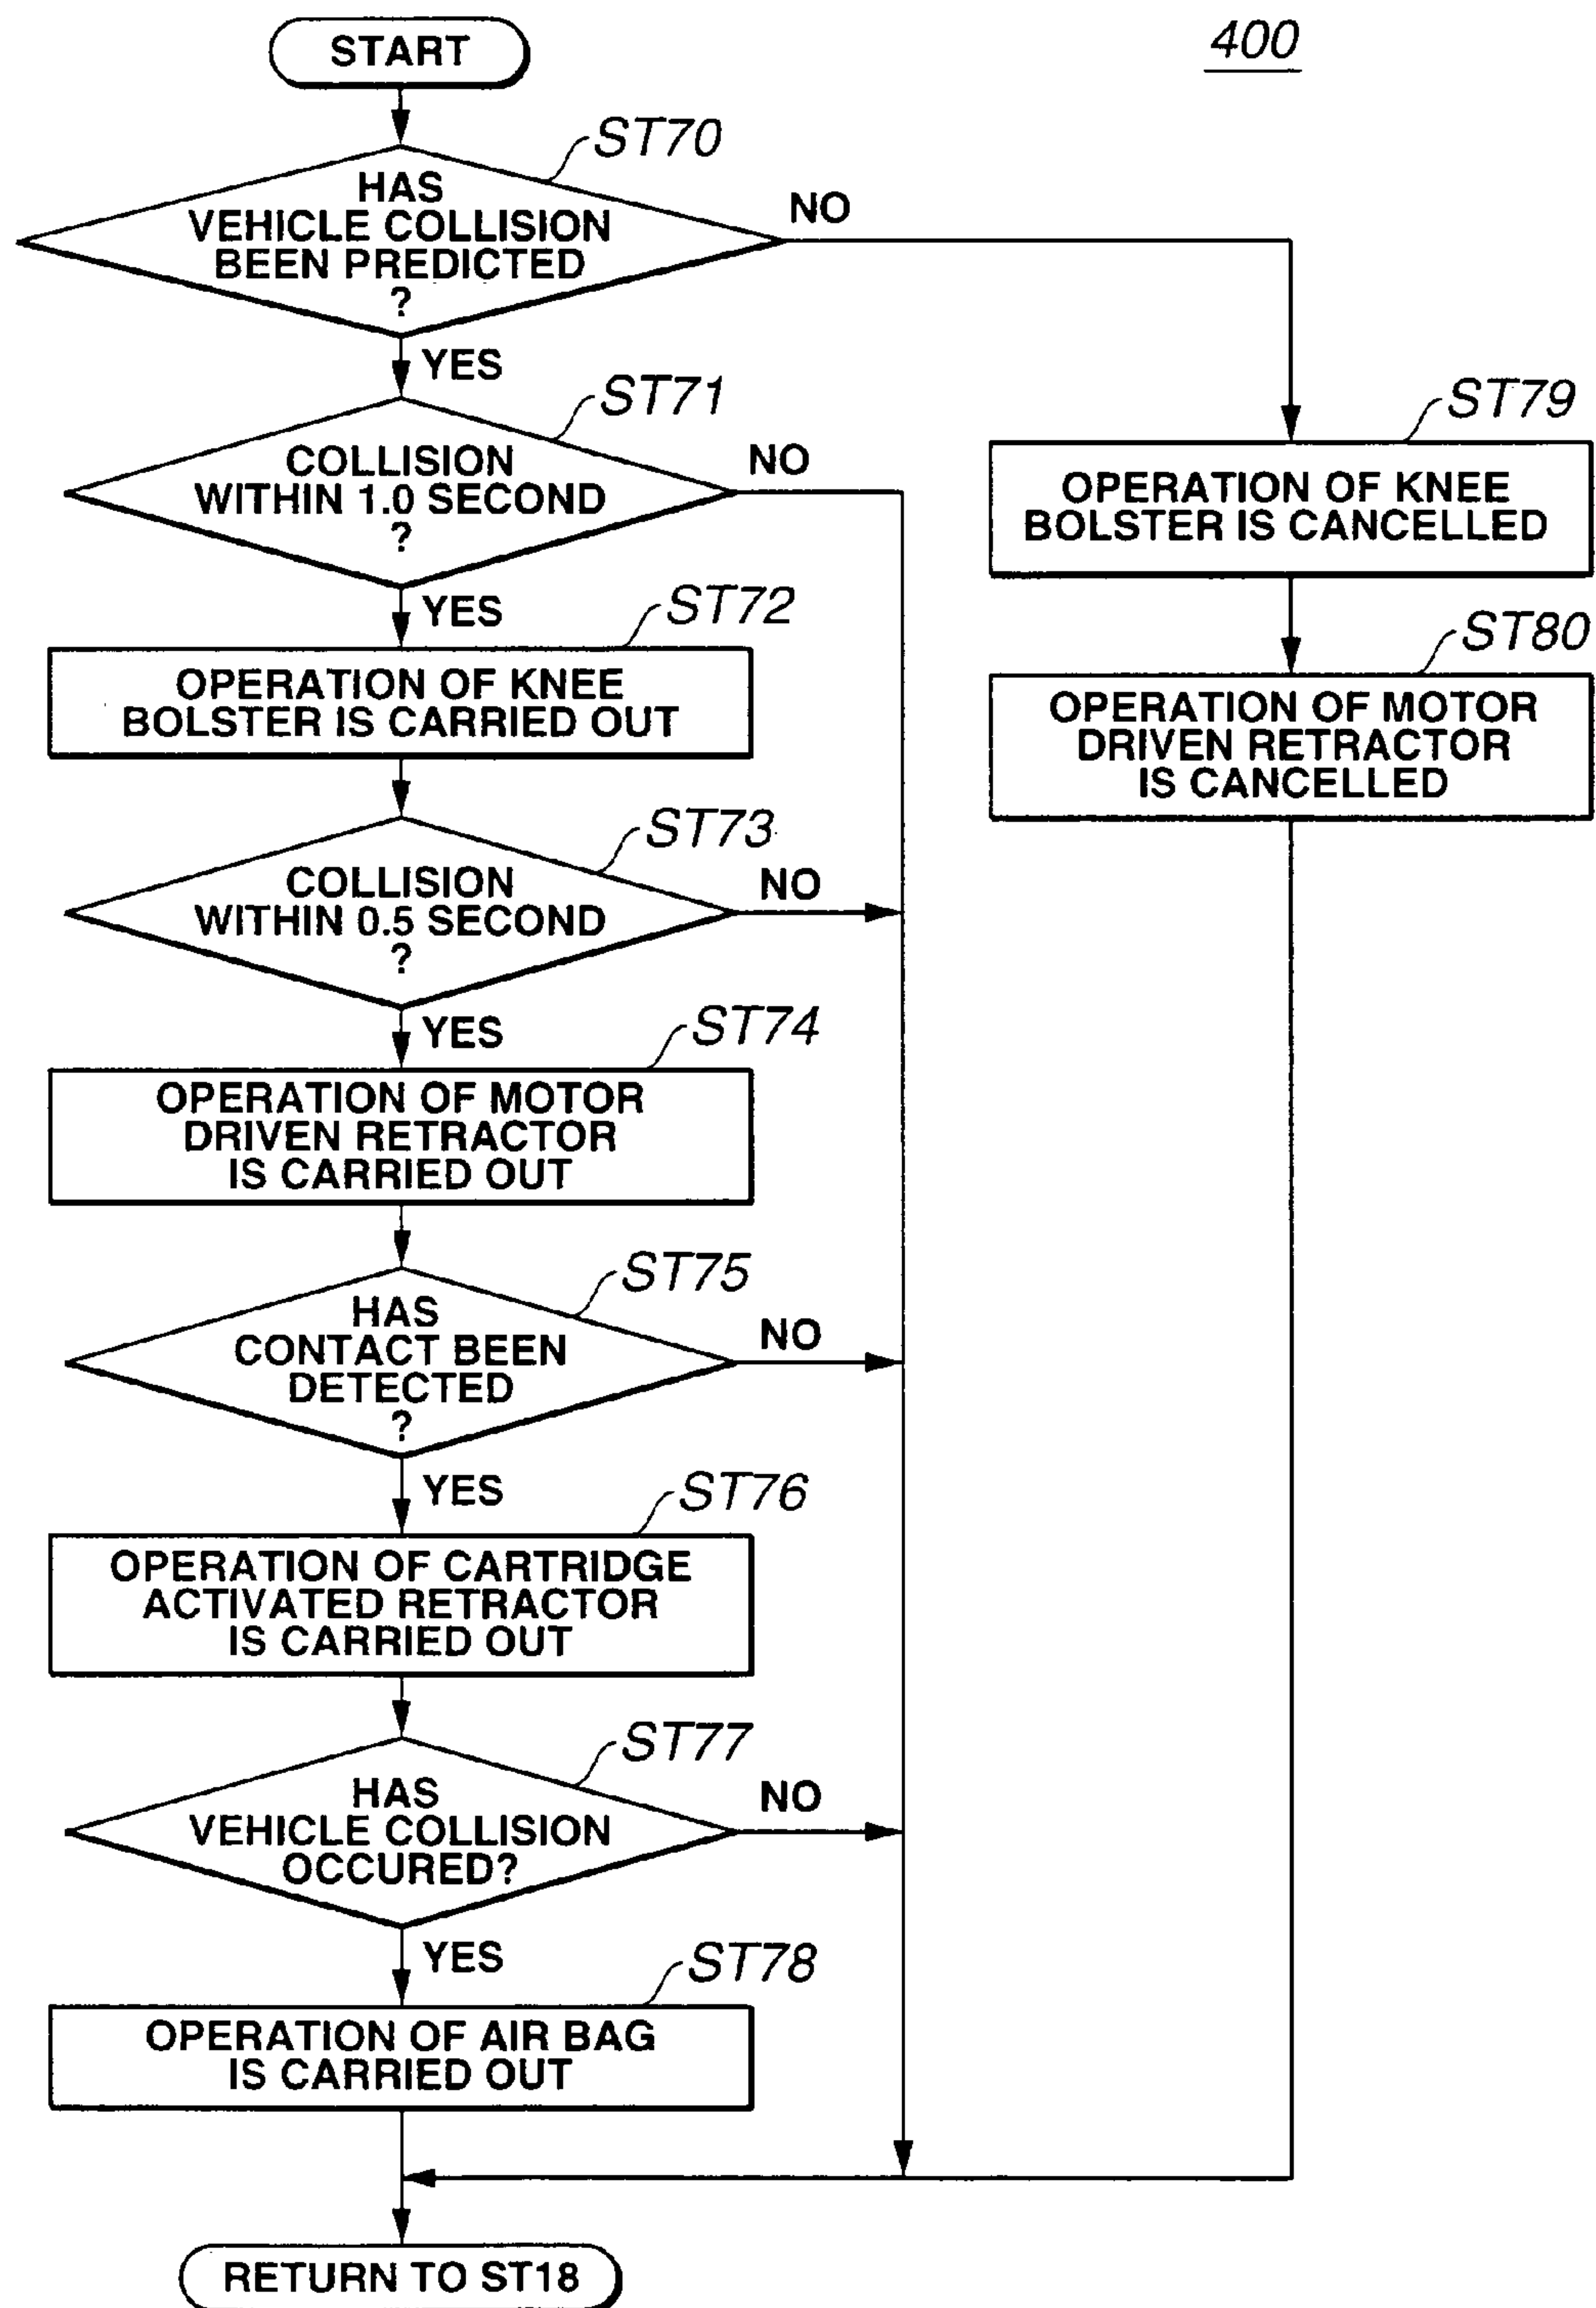 START
400
ST70
HAS
VEHICLE COLLISION
BEEN PREDICTED
?
NO
YES
ST71
COLLISION
WITHIN 1.0 SECOND
?
NO
YES
ST79
OPERATION OF KNEE
BOLSTER IS CANCELLED
ST72
OPERATION OF KNEE
BOLSTER IS CARRIED OUT
ST80
OPERATION OF MOTOR
DRIVEN RETRACTOR
IS CANCELLED
ST73
COLLISION
WITHIN 0.5 SECOND
?
NO
YES
ST74
OPERATION OF MOTOR
DRIVEN RETRACTOR
IS CARRIED OUT
ST75
HAS
CONTACT BEEN
DETECTED
?
NO
YES
ST76
OPERATION OF CARTRIDGE
ACTIVATED RETRACTOR
IS CARRIED OUT
ST77
HAS
VEHICLE COLLISION
OCCURED?
NO
YES
ST78
OPERATION OF AIR BAG
IS CARRIED OUT
RETURN TO ST18